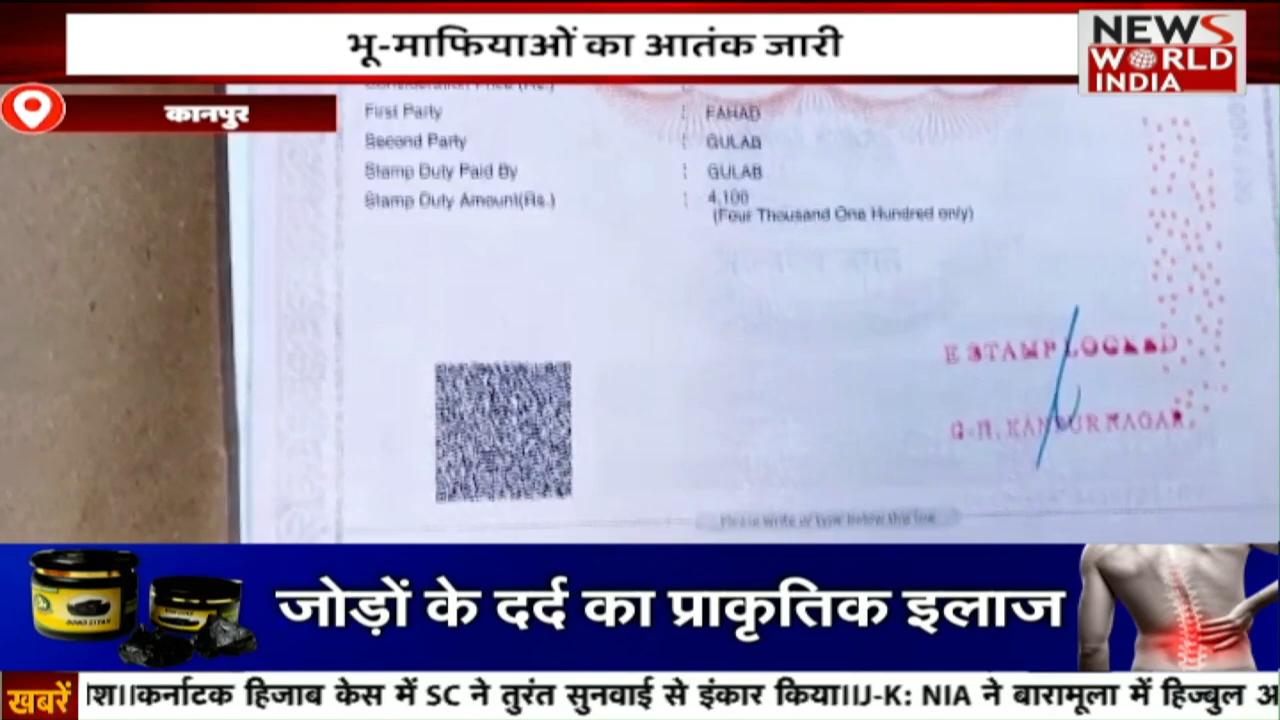 भू-माफियाओं का आतंक जारी
NEWS
WORLD
INDIA
कानपुर
First Party : FAHAD
Second Party : GULAB
Stamp Duty Paid By : GULAB
Stamp Duty Amount(Rs.) : 4,100
(Four Thousand One Hundred only)
E STAMP LOCKED
G-H. KANPUR NAGAR.
Please write or type below this line
जोड़ों के दर्द का प्राकृतिक इलाज
खबरें
कर्नाटक हिजाब केस में SC ने तुरंत सुनवाई से इंकार किया||J-K: NIA ने बारामूला में हिज्बुल